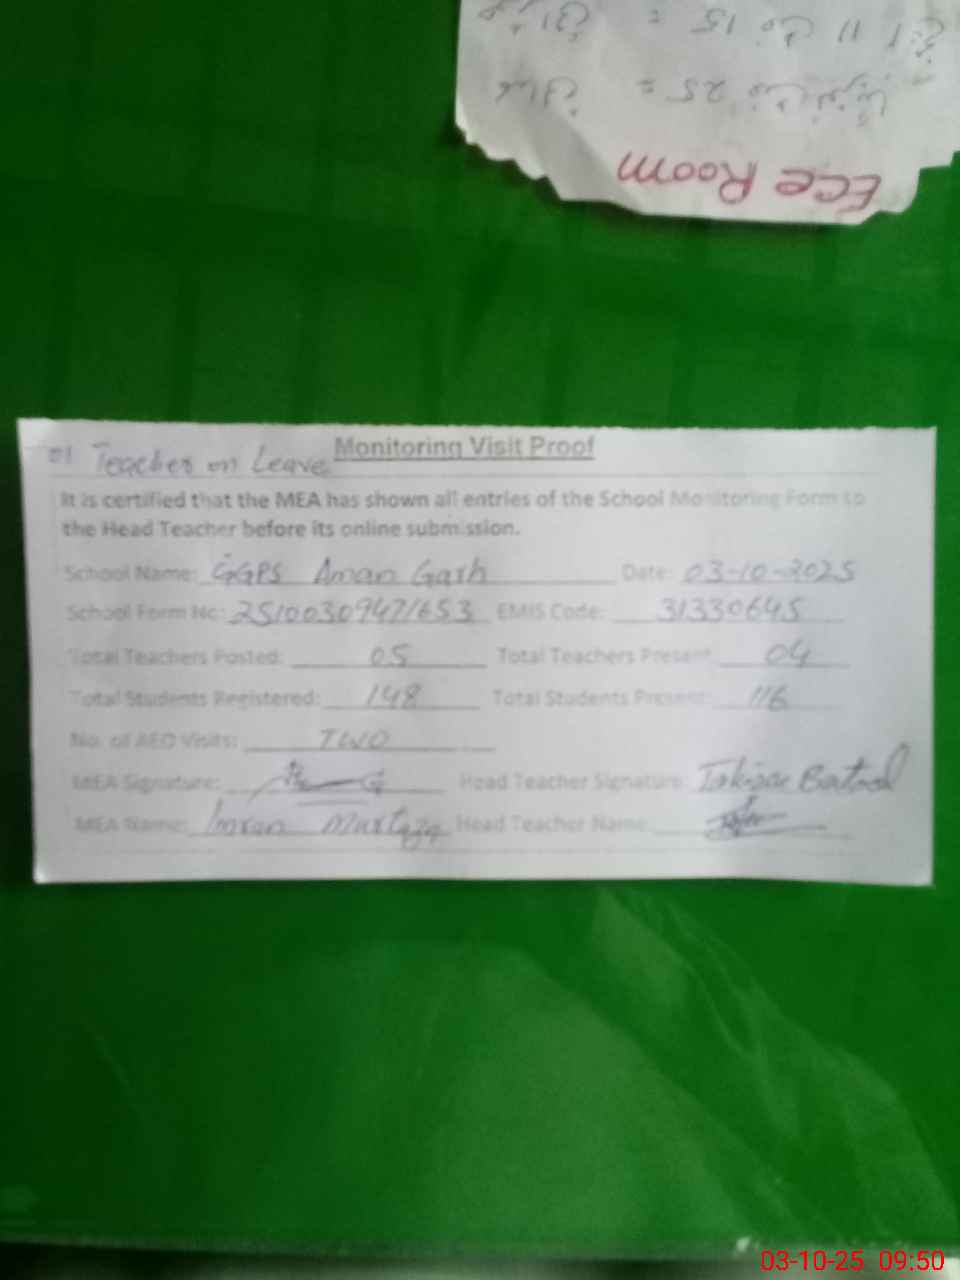 Ece Room
01 Teacher on Leave
Monitoring Visit Proof
It is certified that the MEA has shown all entries of the School Monitoring Form to
the Head Teacher before its online submission.
School Name: GGPS Aman Garh Date: 03-10-2025
School Form No: 2510030947/653 EMIS Code: 31330645
Total Teachers Posted: 05 Total Teachers Present: 04
Total Students Registered: 148 Total Students Present: 116
No. of AEO Visits: TWO
MEA Signature: Head Teacher Signature: Batool
MEA Name: Imran Murtaza Head Teacher Name:
03-10-25 09:50